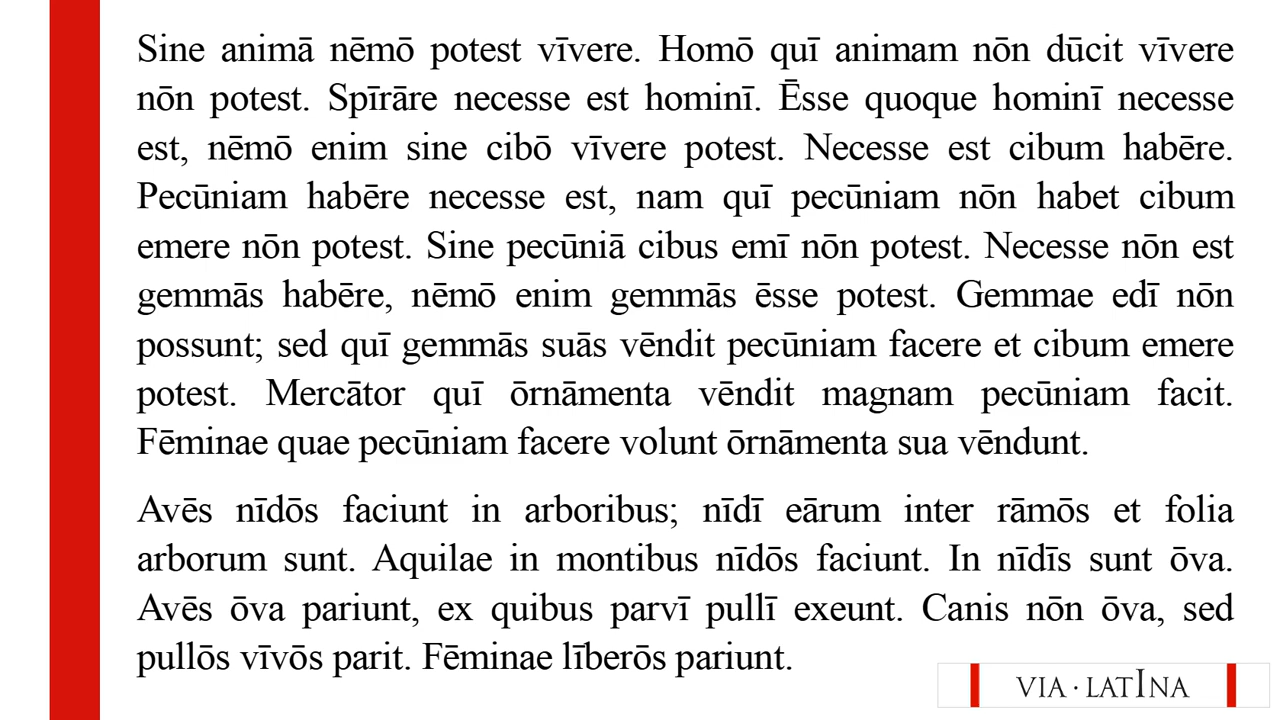 Sine animā nēmō potest vīvere. Homō quī animam nōn dūcit vīvere
nōn potest. Spīrāre necesse est hominī. Ēsse quoque hominī necesse
est, nēmō enim sine cibō vīvere potest. Necesse est cibum habēre.
Pecūniam habēre necesse est, nam quī pecūniam nōn habet cibum
emere nōn potest. Sine pecūniā cibus emī nōn potest. Necesse nōn est
gemmās habēre, nēmō enim gemmās ēsse potest. Gemmae edī nōn
possunt; sed quī gemmās suās vēndit pecūniam facere et cibum emere
potest. Mercātor quī ōrnāmenta vēndit magnam pecūniam facit.
Fēminae quae pecūniam facere volunt ōrnāmenta sua vēndunt.
Avēs nīdōs faciunt in arboribus; nīdī eārum inter rāmōs et folia
arborum sunt. Aquilae in montibus nīdōs faciunt. In nīdīs sunt ōva.
Avēs ōva pariunt, ex quibus parvī pullī exeunt. Canis nōn ōva, sed
pullōs vīvōs parit. Fēminae līberōs pariunt.
VIA · LATINA